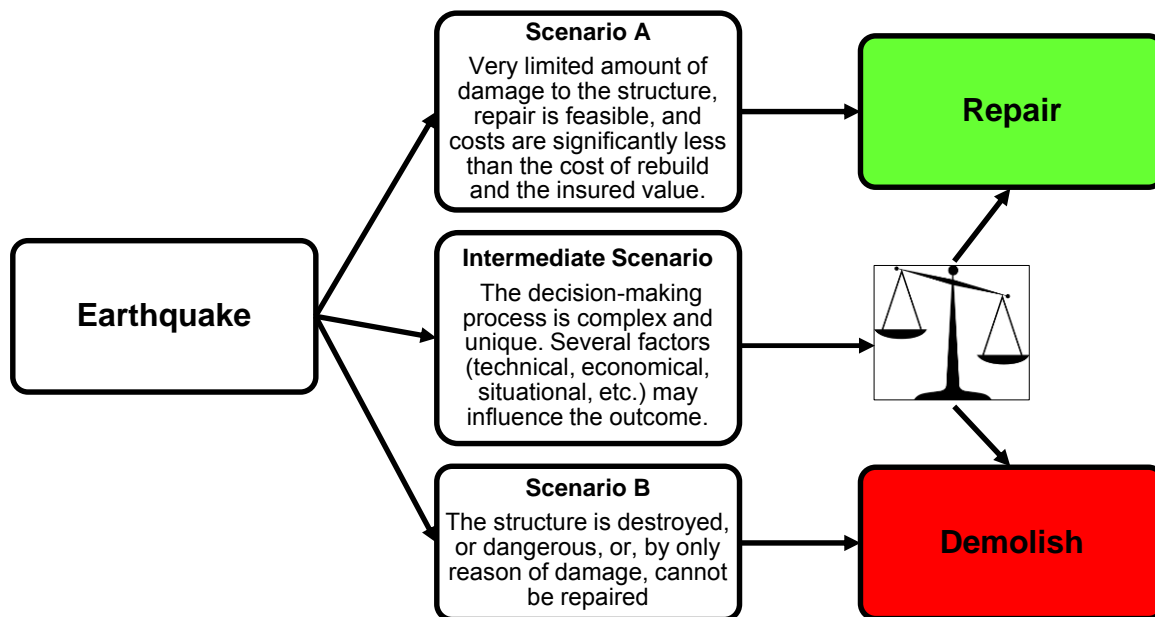 Earthquake
Scenario A
Very limited amount of
damage to the structure,
repair is feasible, and
costs are significantly less
than the cost of rebuild
and the insured value.
Intermediate Scenario
The decision-making
process is complex and
unique. Several factors
(technical, economical,
situational, etc.) may
influence the outcome.
Scenario B
The structure is destroyed,
or dangerous, or, by only
reason of damage, cannot
be repaired
Repair
Demolish